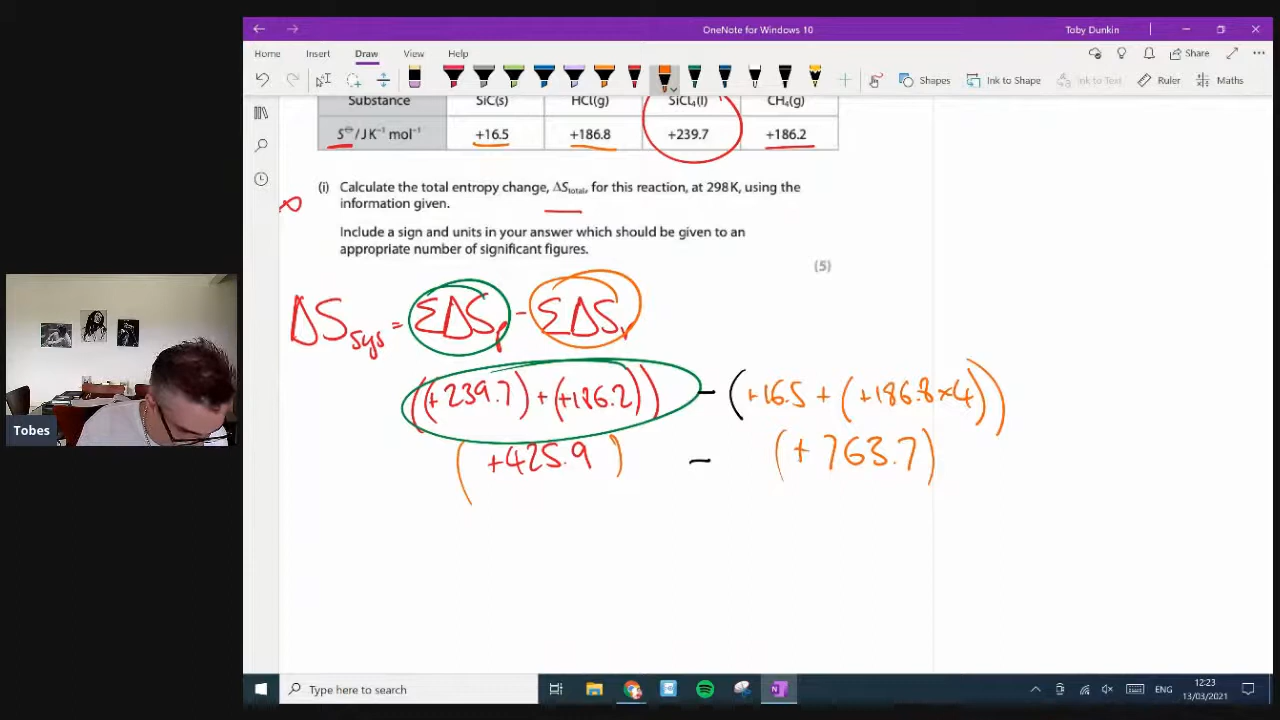 OneNote for Windows 10
Toby Dunkin
Home Insert Draw View Help
Share
Shapes Ink to Shape Ink to Text Ruler Maths
Substance SiC(s) HCl(g) SiCl₄(l) CH₄(g)
S⦵/J K⁻¹ mol⁻¹ +16.5 +186.8 +239.7 +186.2
(i) Calculate the total entropy change, ΔStotal, for this reaction, at 298 K, using the
information given.
Include a sign and units in your answer which should be given to an
appropriate number of significant figures.
(5)
ΔSsys = ΣΔSp - ΣΔSr
((+239.7) + (+186.2)) - (+16.5 + (+186.8×4))
(+425.9) - (+763.7)
Tobes
Type here to search
ENG
12:23
13/03/2021